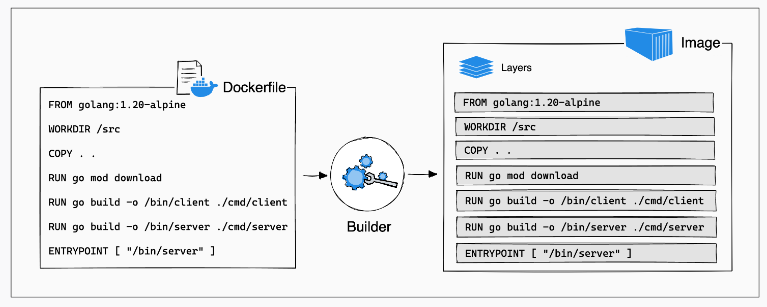 Dockerfile
FROM golang:1.20-alpine
WORKDIR /src
COPY . .
RUN go mod download
RUN go build -o /bin/client ./cmd/client
RUN go build -o /bin/server ./cmd/server
ENTRYPOINT [ "/bin/server" ]
Builder
Image
Layers
FROM golang:1.20-alpine
WORKDIR /src
COPY . .
RUN go mod download
RUN go build -o /bin/client ./cmd/client
RUN go build -o /bin/server ./cmd/server
ENTRYPOINT [ "/bin/server" ]